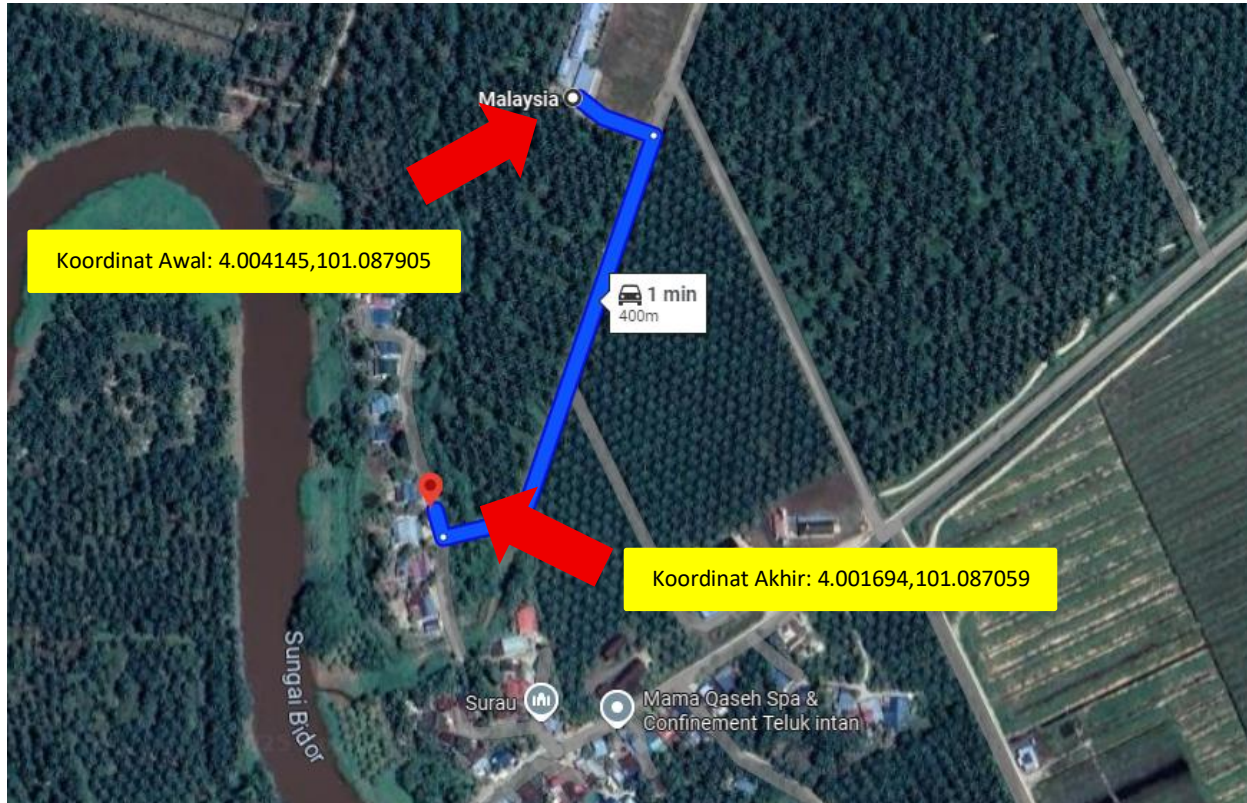 Malaysia
Koordinat Awal: 4.004145,101.087905
1 min
400m
Koordinat Akhir: 4.001694,101.087059
Sungai Bidor
Surau
Mama Qaseh Spa &
Confinement Teluk intan